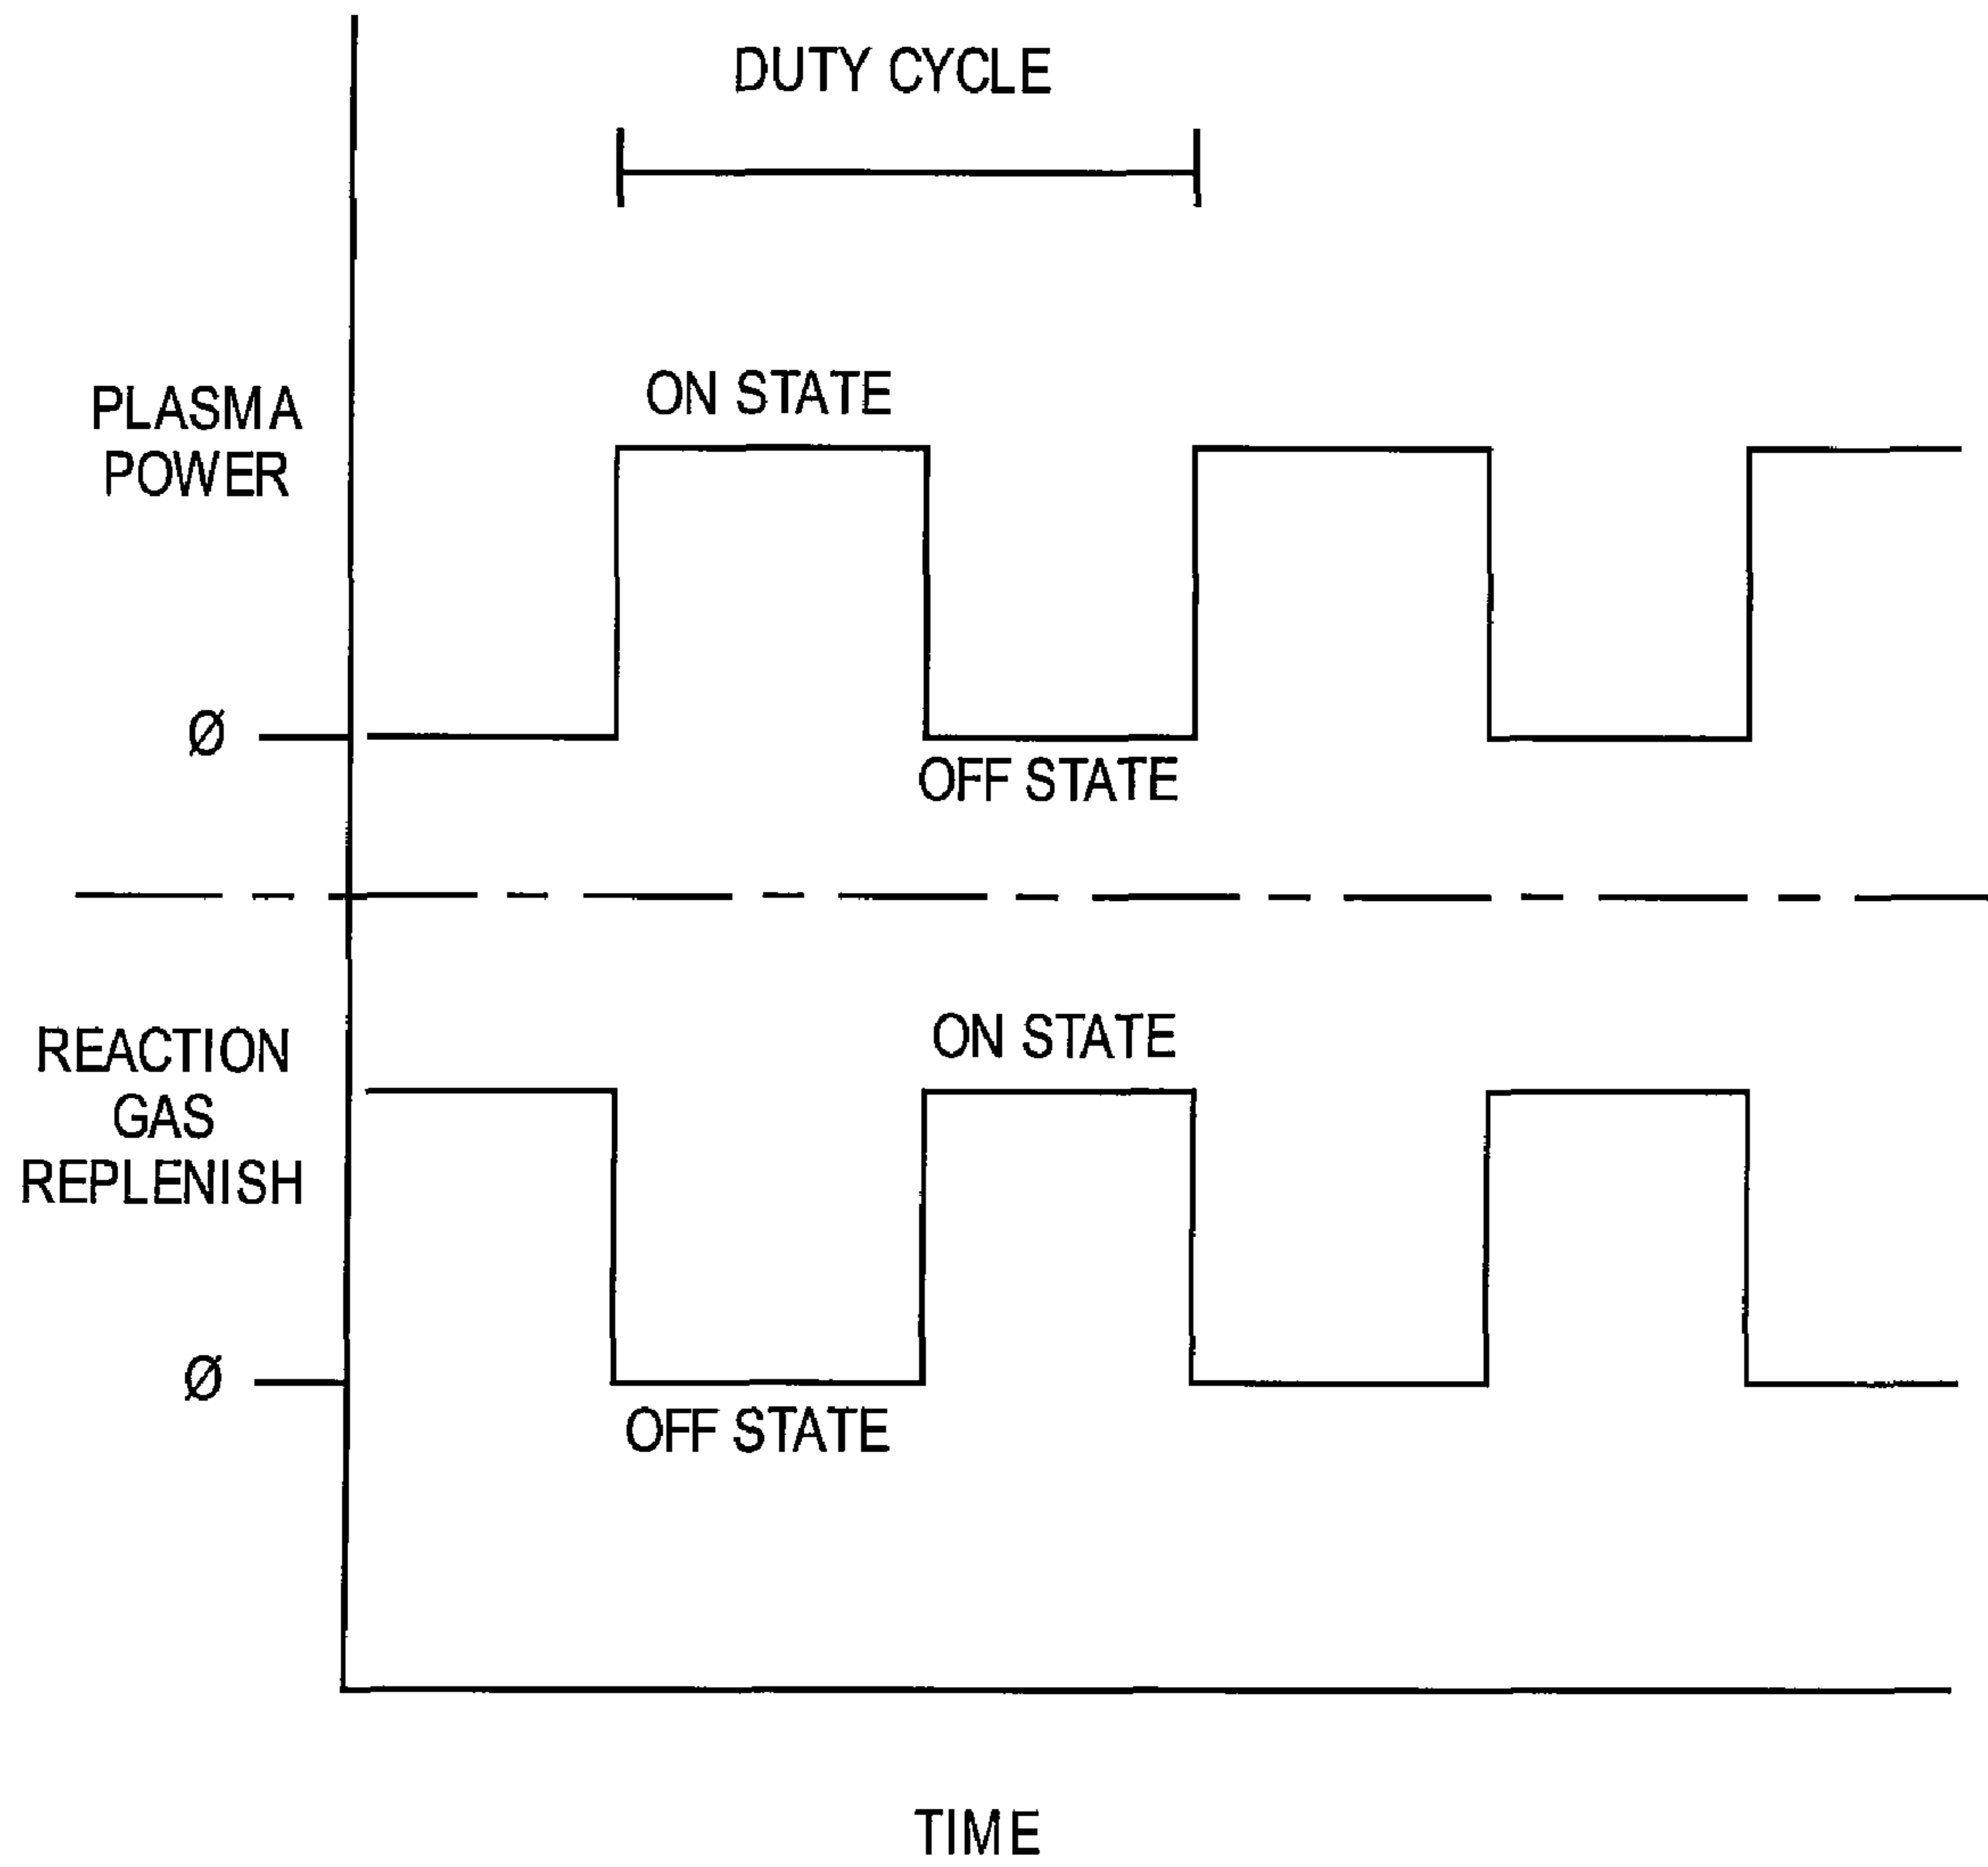 DUTY CYCLE
ON STATE
PLASMA
POWER
Ø
OFF STATE
ON STATE
REACTION
GAS
REPLENISH
Ø
OFF STATE
TIME